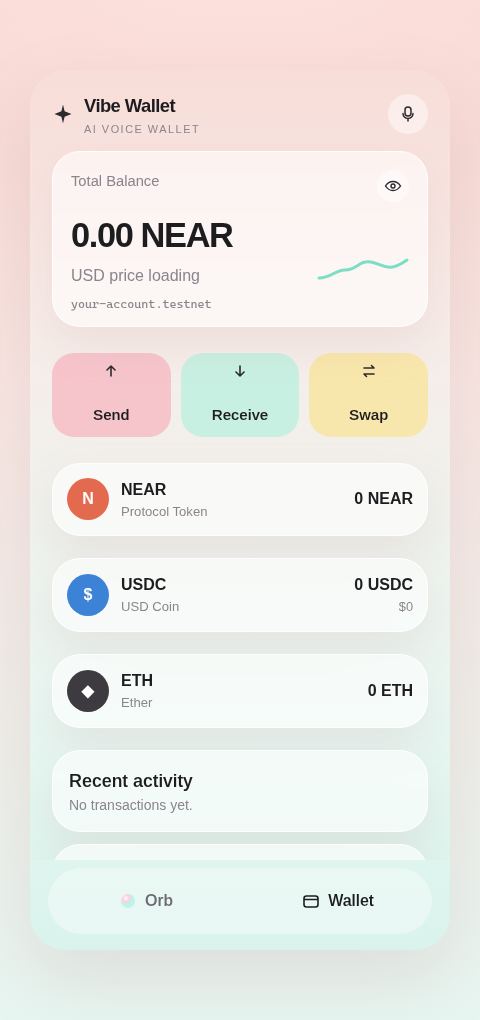 Vibe Wallet
AI VOICE WALLET
Total Balance
0.00 NEAR
USD price loading
your-account.testnet
Send
Receive
Swap
N
NEAR
Protocol Token
0 NEAR
$
USDC
USD Coin
0 USDC
$0
ETH
Ether
0 ETH
Recent activity
No transactions yet.
Orb
Wallet